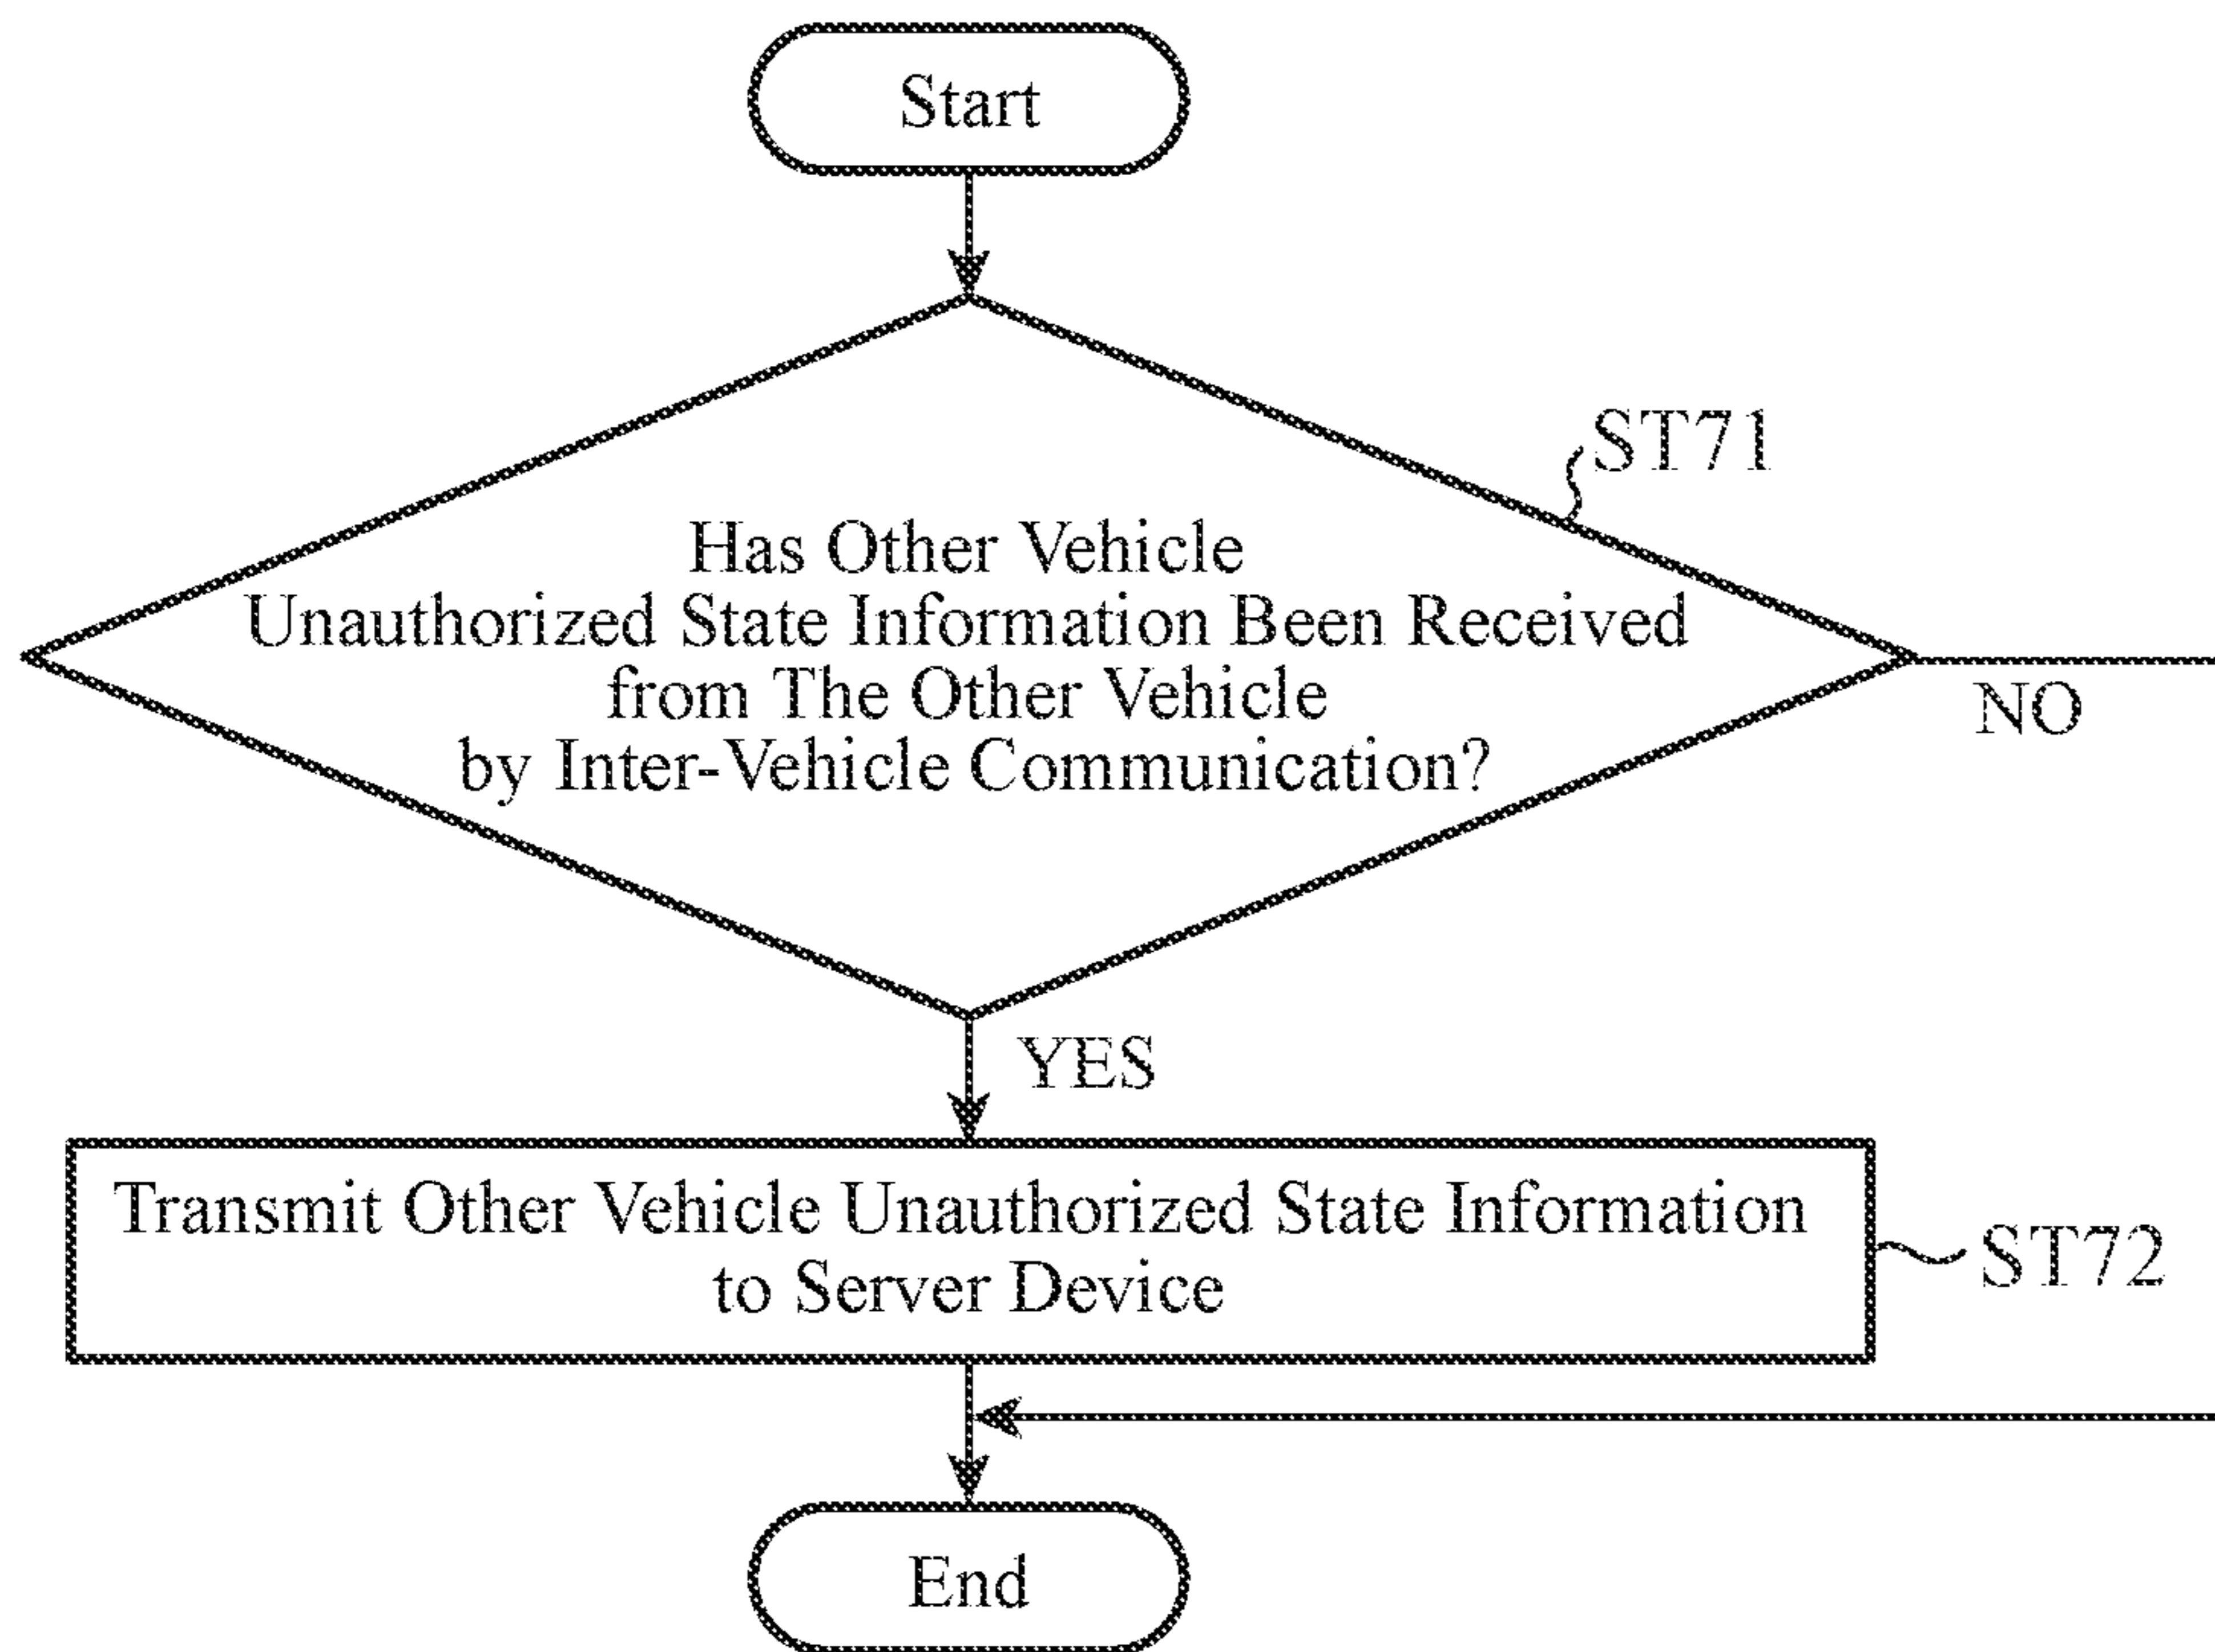 Start
ST71
Has Other Vehicle
Unauthorized State Information Been Received
from The Other Vehicle
by Inter-Vehicle Communication?
NO
YES
Transmit Other Vehicle Unauthorized State Information
to Server Device
ST72
End